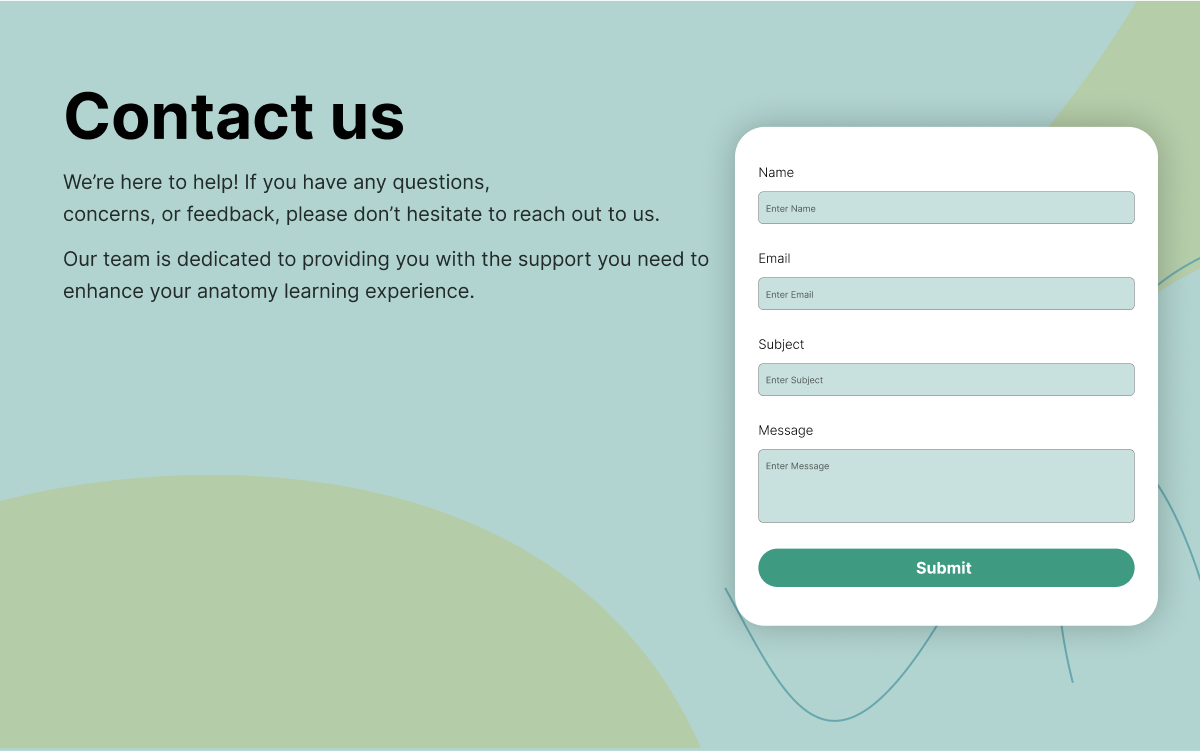 Contact us
We’re here to help! If you have any questions,
concerns, or feedback, please don’t hesitate to reach out to us.
Our team is dedicated to providing you with the support you need to
enhance your anatomy learning experience.
Name
Enter Name
Email
Enter Email
Subject
Enter Subject
Message
Enter Message
Submit